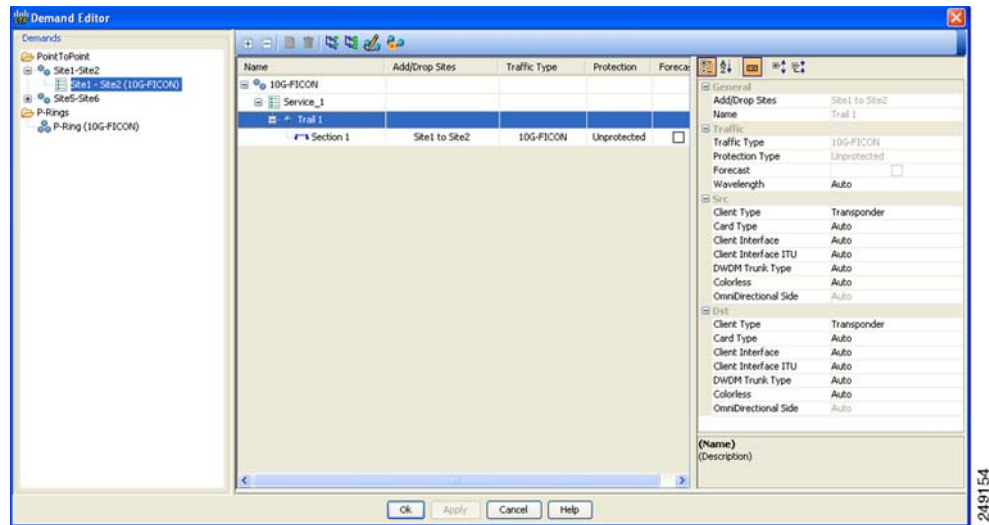 Demand Editor
Demands
PointToPoint
Site1-Site2
Site1 - Site2 (10G-FICON)
Site5-Site6
P-Rings
P-Ring (10G-FICON)
Name Add/Drop Sites Traffic Type Protection Foreca
10G-FICON
Service_1
Trail 1
Section 1 Site1 to Site2 10G-FICON Unprotected
General
Add/Drop Sites Site1 to Site2
Name Trail 1
Traffic
Traffic Type 10G-FICON
Protection Type Unprotected
Forecast
Wavelength Auto
Src
Client Type Transponder
Card Type Auto
Client Interface Auto
Client Interface ITU Auto
DWDM Trunk Type Auto
Colorless Auto
OmniDirectional Side Auto
Dst
Client Type Transponder
Card Type Auto
Client Interface Auto
Client Interface ITU Auto
DWDM Trunk Type Auto
Colorless Auto
OmniDirectional Side Auto
(Name)
(Description)
Ok Apply Cancel Help
249154